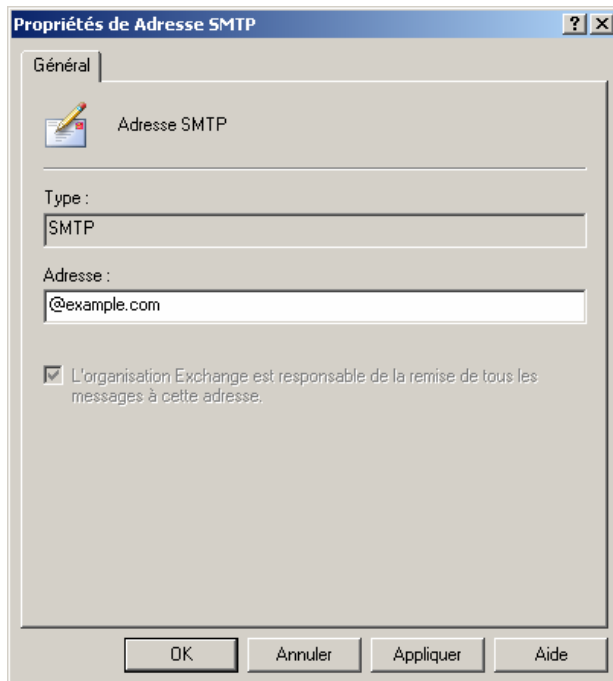 Propriétés de Adresse SMTP
Général
Adresse SMTP
Type :
SMTP
Adresse :
@example.com
L'organisation Exchange est responsable de la remise de tous les
messages à cette adresse.
OK Annuler Appliquer Aide